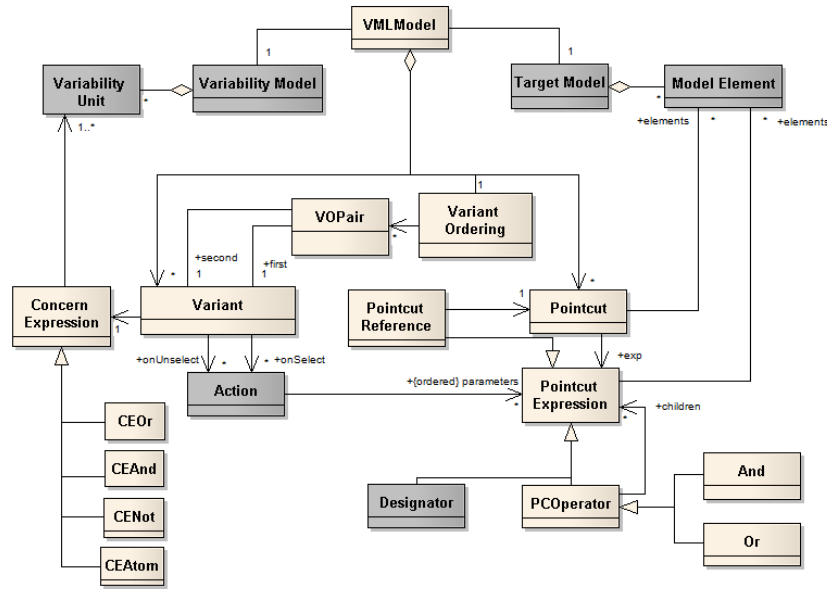 VMLModel
1
1
Variability
Unit
Variability Model
Target Model
Model Element
*
*
+elements
*
*
+elements
1..*
1
VOPair
Variant
Ordering
*
+second
+first
*
1
1
*
Concern
Expression
Variant
Pointcut
Reference
Pointcut
1
1
+onUnselect
*
*
+onSelect
+exp
Action
+{ordered} parameters
*
Pointcut
Expression
+children
*
CEOr
CEAnd
CENot
CEAtom
Designator
PCOperator
And
Or